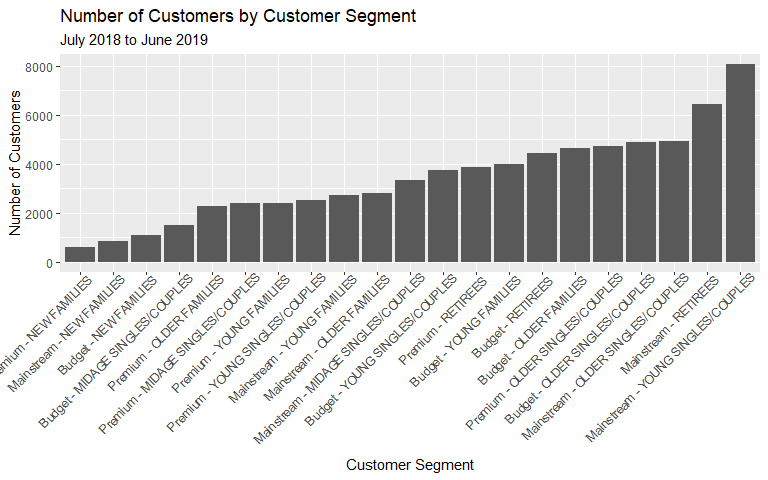 Number of Customers by Customer Segment
July 2018 to June 2019
Number of Customers
8000
6000
4000
2000
0
emium - NEW FAMILIES
Mainstream - NEW FAMILIES
Budget - NEW FAMILIES
Budget - MIDAGE SINGLES/COUPLES
Premium - OLDER FAMILIES
Premium - MIDAGE SINGLES/COUPLES
Premium - YOUNG FAMILIES
Premium - YOUNG SINGLES/COUPLES
Mainstream - YOUNG FAMILIES
Mainstream - OLDER FAMILIES
Mainstream - MIDAGE SINGLES/COUPLES
Budget - YOUNG SINGLES/COUPLES
Premium - RETIREES
Budget - YOUNG FAMILIES
Budget - RETIREES
Budget - OLDER FAMILIES
Premium - OLDER SINGLES/COUPLES
Budget - OLDER SINGLES/COUPLES
Mainstream - OLDER SINGLES/COUPLES
Mainstream - RETIREES
Mainstream - YOUNG SINGLES/COUPLES
Customer Segment